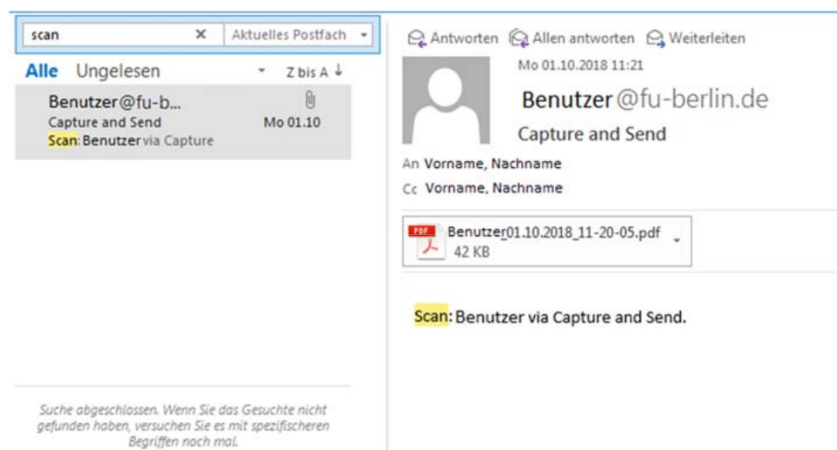 scan
Aktuelles Postfach
Alle Ungelesen
Z bis A
Benutzer@fu-b...
Capture and Send Mo 01.10
Scan: Benutzer via Capture
Suche abgeschlossen. Wenn Sie das Gesuchte nicht
gefunden haben, versuchen Sie es mit spezifischeren
Begriffen noch mal.
Antworten Allen antworten Weiterleiten
Mo 01.10.2018 11:21
Benutzer@fu-berlin.de
Capture and Send
An Vorname, Nachname
Cc Vorname, Nachname
PDF
Benutzer_01.10.2018_11-20-05.pdf
42 KB
Scan: Benutzer via Capture and Send.